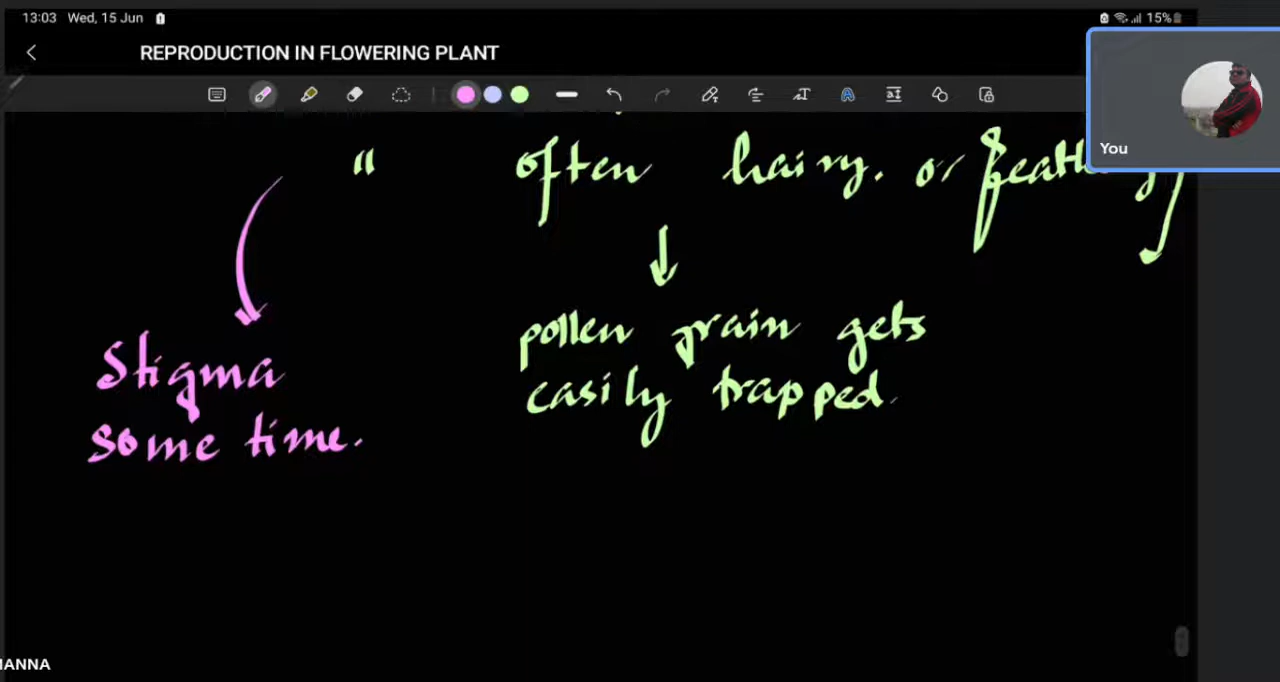 13:03 Wed, 15 Jun 15%
REPRODUCTION IN FLOWERING PLANT
You
" often hairy. or
pollen grain gets
easily trapped.
Stigma
some time.
IANNA